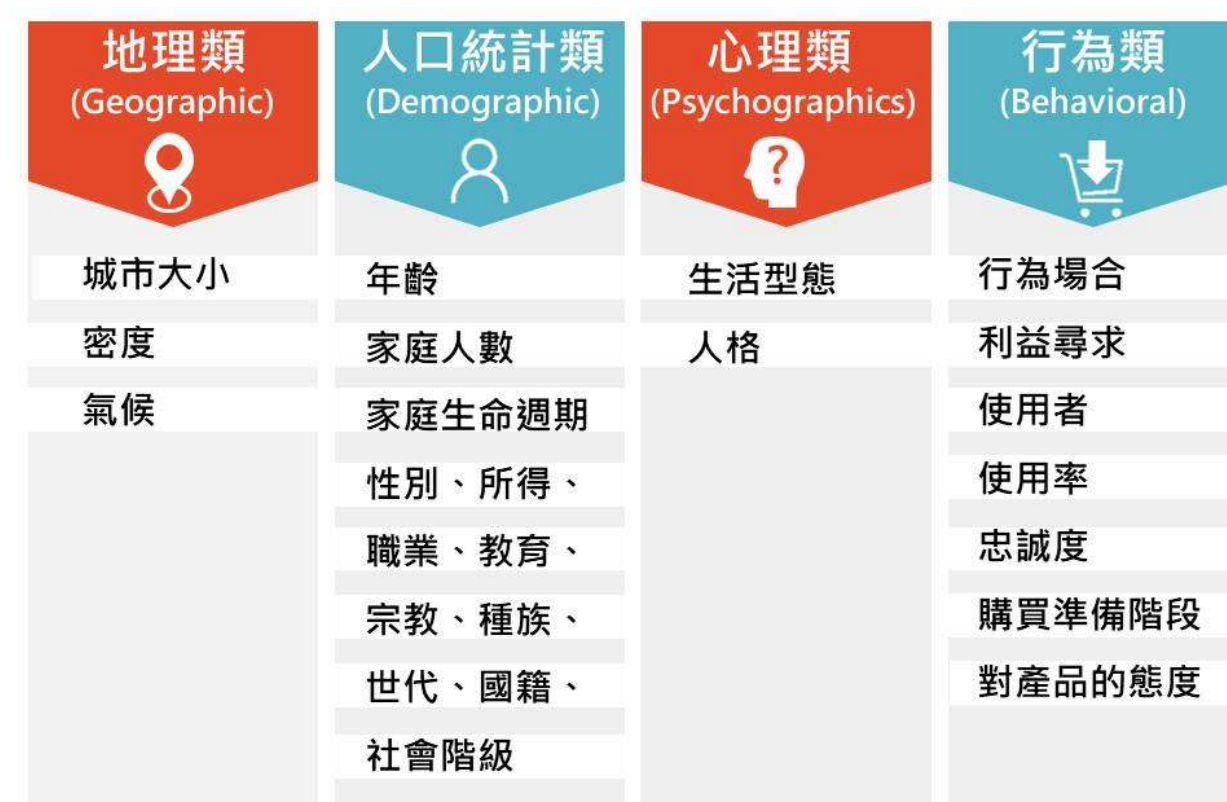 地理類
(Geographic)
城市大小
密度
氣候
人口統計類
(Demographic)
年齡
家庭人數
家庭生命週期
性別、所得、
職業、教育、
宗教、種族、
世代、國籍、
社會階級
心理類
(Psychographics)
?
生活型態
人格
行為類
(Behavioral)
行為場合
利益尋求
使用者
使用率
忠誠度
購買準備階段
對產品的態度